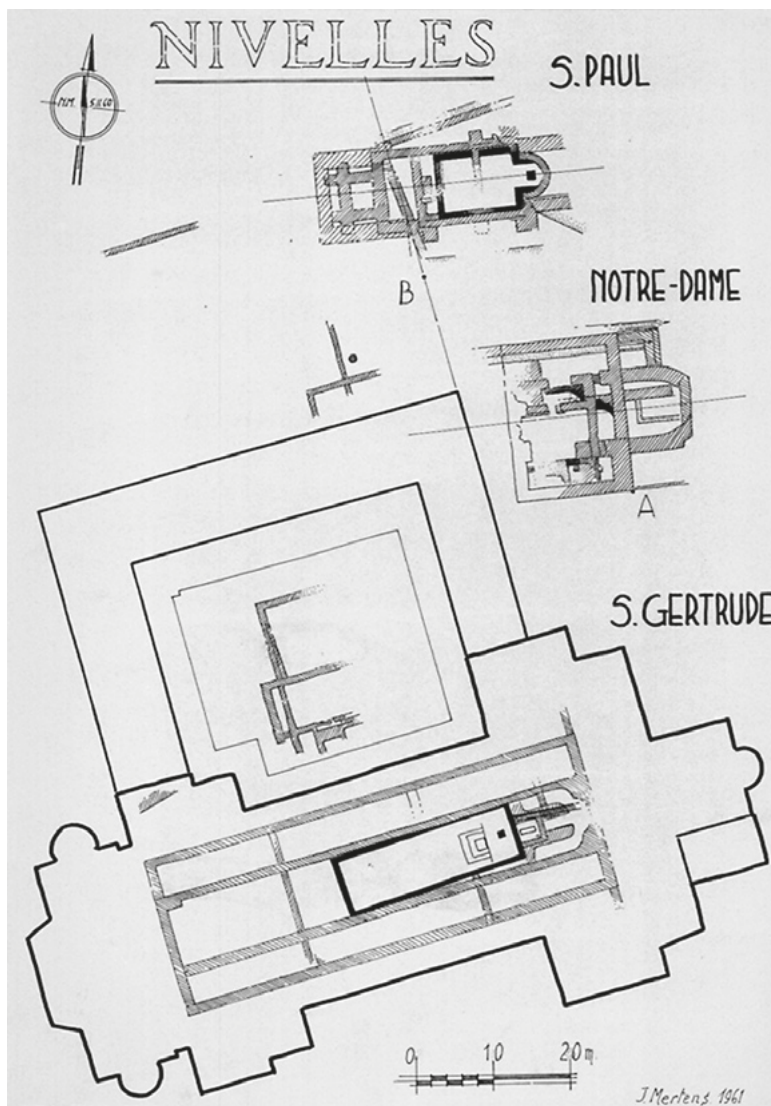 NIVELLES
S. PAUL
B
NOTRE-DAME
A
S. GERTRUDE
0 10 20 m.
J. Mertens 1961